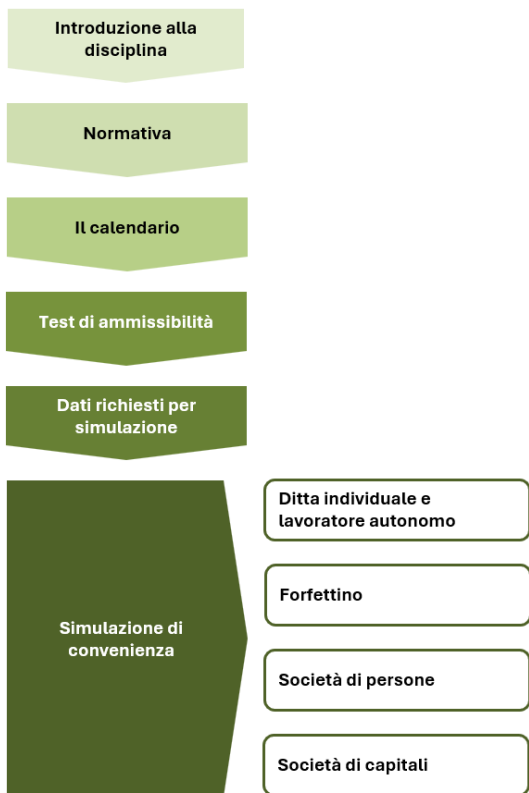 Introduzione alla
disciplina
Normativa
Il calendario
Test di ammissibilità
Dati richiesti per
simulazione
Simulazione di
convenienza
Ditta individuale e
lavoratore autonomo
Forfettino
Società di persone
Società di capitali